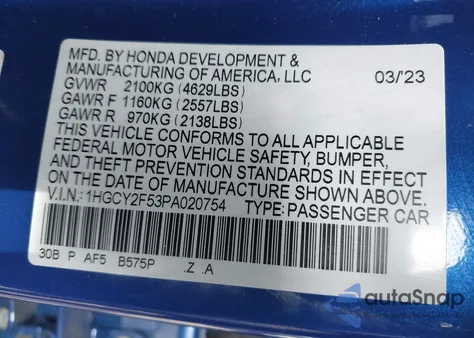 MFD. BY HONDA DEVELOPMENT &
MANUFACTURING OF AMERICA, LLC 03/'23
GVWR 2100KG (4629LBS)
GAWR F 1160KG (2557LBS)
GAWR R 970KG (2138LBS)
THIS VEHICLE CONFORMS TO ALL APPLICABLE
FEDERAL MOTOR VEHICLE SAFETY, BUMPER,
AND THEFT PREVENTION STANDARDS IN EFFECT
ON THE DATE OF MANUFACTURE SHOWN ABOVE.
V.I.N: 1HGCY2F53PA020754 TYPE: PASSENGER CAR
30B P AF5 B575P .Z .A
autoSnap